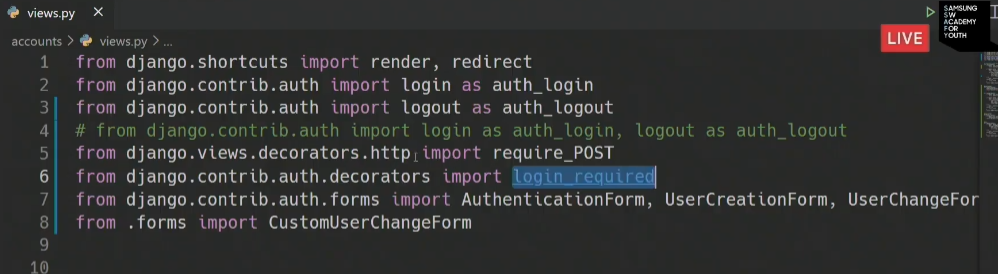 views.py
SAMSUNG
SW
ACADEMY
FOR
YOUTH
LIVE
accounts > views.py > ...
1 from django.shortcuts import render, redirect
2 from django.contrib.auth import login as auth_login
3 from django.contrib.auth import logout as auth_logout
4 # from django.contrib.auth import login as auth_login, logout as auth_logout
5 from django.views.decorators.http import require_POST
6 from django.contrib.auth.decorators import login_required
7 from django.contrib.auth.forms import AuthenticationForm, UserCreationForm, UserChangeFor
8 from .forms import CustomUserChangeForm
9
10